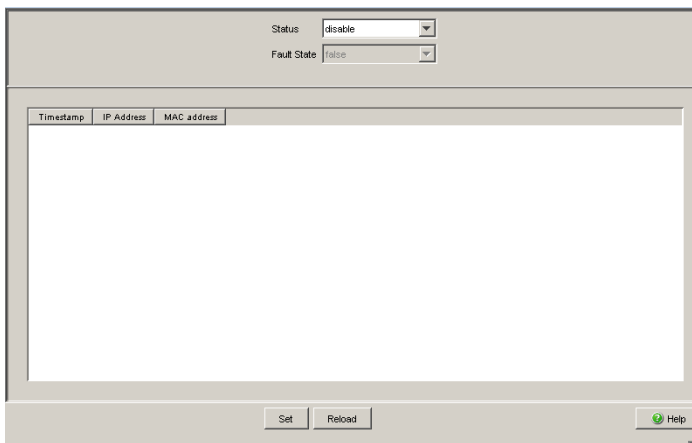 Status disable
Fault State false
Timestamp IP Address MAC address
Set Reload Help